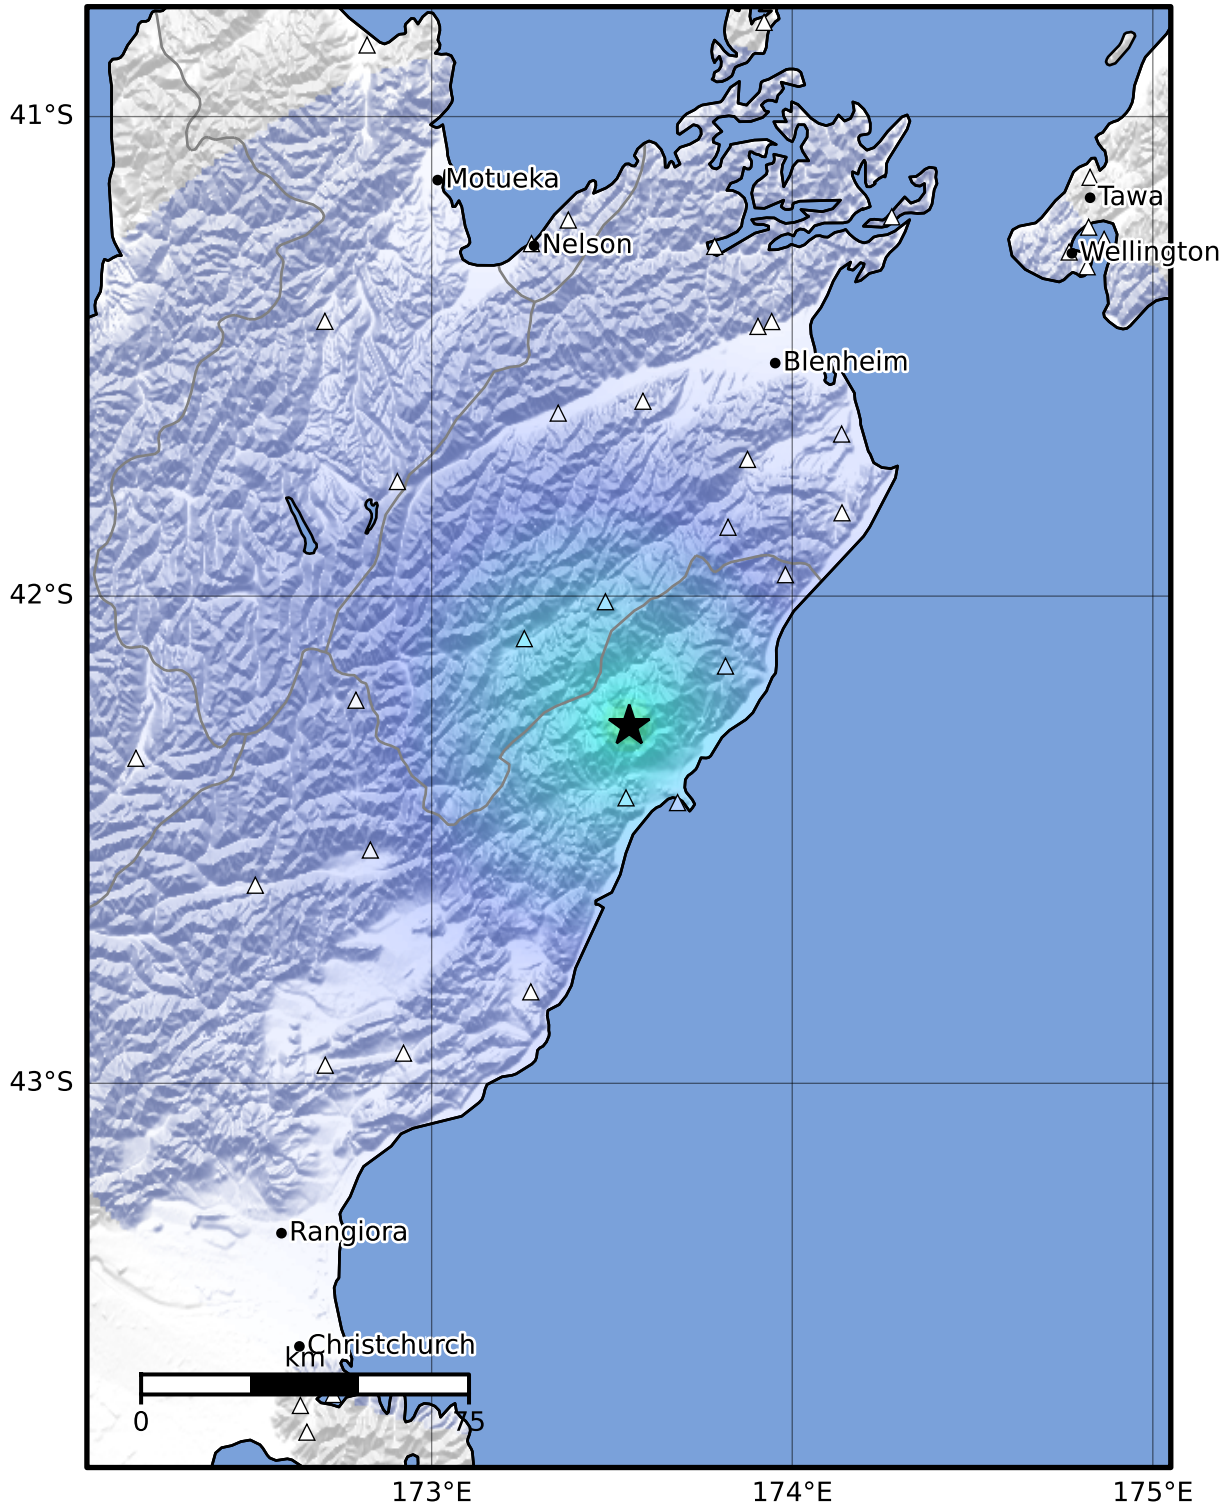 41°S
Motueka
Tawa
Nelson
Wellington
Blenheim
42°S
43°S
Rangiora
Christchurch
km
0
75
173°E
174°E
175°E